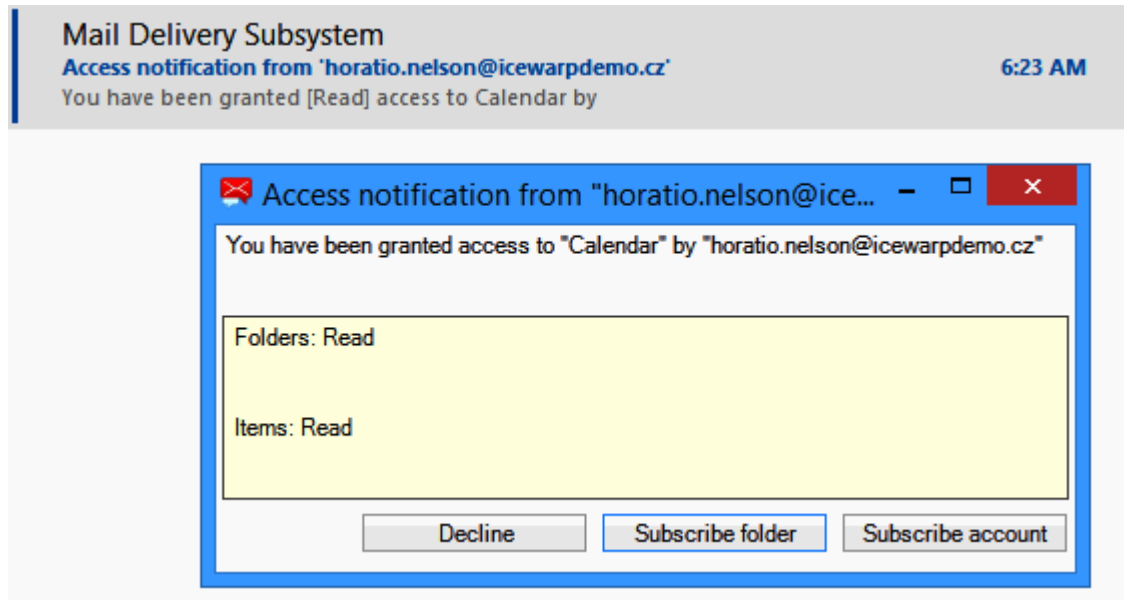 Mail Delivery Subsystem
Access notification from 'horatio.nelson@icewarpdemo.cz' 6:23 AM
You have been granted [Read] access to Calendar by
Access notification from "horatio.nelson@ice...
You have been granted access to "Calendar" by "horatio.nelson@icewarpdemo.cz"
Folders: Read
Items: Read
Decline Subscribe folder Subscribe account